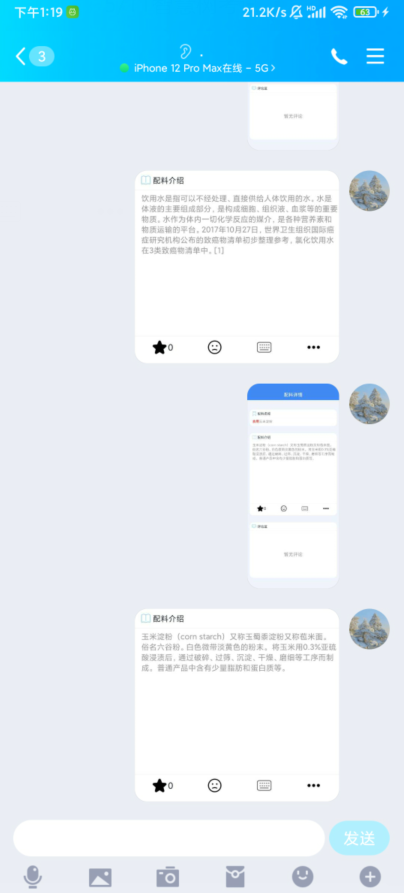 下午1:19
21.2K/s
HD
5G
63
3
iPhone 12 Pro Max在线 - 5G
评论区
暂无评论
配料介绍
饮用水是指可以不经处理，直接供给人体饮用的水。水是
体液的主要组成部分，是构成细胞，组织液，血浆等的重要
物质。水作为体内一切化学反应的媒介，是各种营养素和
物质运输的平台。2017年10月27日，世界卫生组织国际癌
症研究机构公布的致癌物清单初步整理参考，氯化饮用水
在3类致癌物清单中。[1]
0
配料详情
配料介绍
评论区
暂无评论
配料介绍
玉米淀粉（corn starch）又称玉蜀黍淀粉又称苞米面。
俗名六谷粉。白色微带淡黄色的粉末。将玉米用0.3%亚硫
酸浸渍后，通过破碎、过筛、沉淀、干燥、磨细等工序而制
成。普通产品中含有少量脂肪和蛋白质等。
0
发送